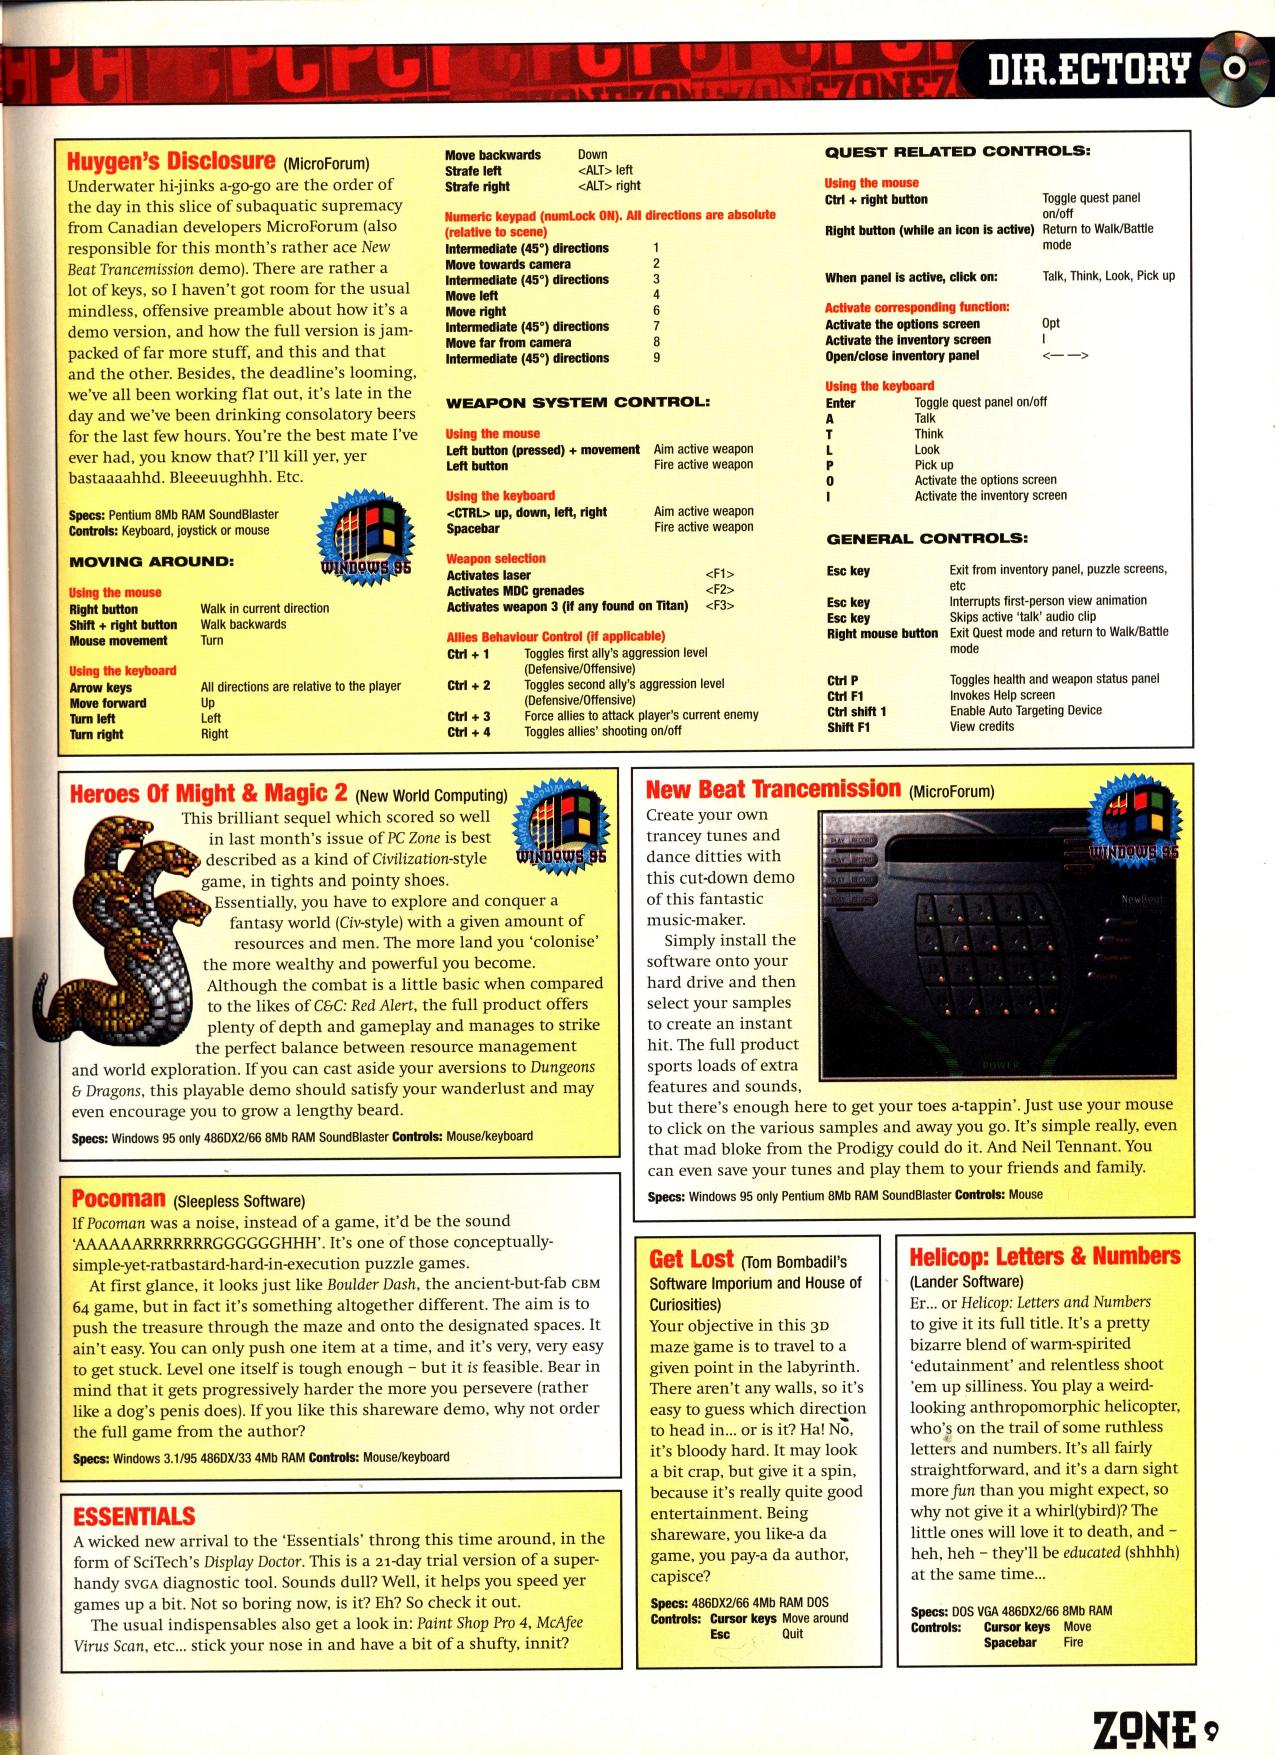 DIR.ECTORY
Huygen's Disclosure (MicroForum)
Underwater hi-jinks a-go-go are the order of
the day in this slice of subaquatic supremacy
from Canadian developers MicroForum (also
responsible for this month's rather ace New
Beat Trancemission demo). There are rather a
lot of keys, so I haven't got room for the usual
mindless, offensive preamble about how it's a
demo version, and how the full version is jam-
packed of far more stuff, and this and that
and the other. Besides, the deadline's looming,
we've all been working flat out, it's late in the
day and we've been drinking consolatory beers
for the last few hours. You're the best mate I've
ever had, you know that? I'll kill yer, yer
bastaaaahhd. Bleeeuughhh. Etc.
Specs: Pentium 8Mb RAM SoundBlaster
Controls: Keyboard, joystick or mouse
WINDOWS 95
MOVING AROUND:
Using the mouse
Right button Walk in current direction
Shift + right button Walk backwards
Mouse movement Turn
Using the keyboard
Arrow keys All directions are relative to the player
Move forward Up
Turn left Left
Turn right Right
Move backwards Down
Strafe left <ALT> left
Strafe right <ALT> right
Numeric keypad (numLock ON). All directions are absolute
(relative to scene)
Intermediate (45°) directions 1
Move towards camera 2
Intermediate (45°) directions 3
Move left 4
Move right 6
Intermediate (45°) directions 7
Move far from camera 8
Intermediate (45°) directions 9
WEAPON SYSTEM CONTROL:
Using the mouse
Left button (pressed) + movement Aim active weapon
Left button Fire active weapon
Using the keyboard
<CTRL> up, down, left, right Aim active weapon
Spacebar Fire active weapon
Weapon selection
Activates laser <F1>
Activates MDC grenades <F2>
Activates weapon 3 (if any found on Titan) <F3>
Allies Behaviour Control (if applicable)
Ctrl + 1 Toggles first ally's aggression level
(Defensive/Offensive)
Ctrl + 2 Toggles second ally's aggression level
(Defensive/Offensive)
Ctrl + 3 Force allies to attack player's current enemy
Ctrl + 4 Toggles allies' shooting on/off
QUEST RELATED CONTROLS:
Using the mouse
Ctrl + right button Toggle quest panel
on/off
Right button (while an icon is active) Return to Walk/Battle
mode
When panel is active, click on: Talk, Think, Look, Pick up
Activate corresponding function:
Activate the options screen Opt
Activate the inventory screen I
Open/close inventory panel <— —>
Using the keyboard
Enter Toggle quest panel on/off
A Talk
T Think
L Look
P Pick up
O Activate the options screen
I Activate the inventory screen
GENERAL CONTROLS:
Esc key Exit from inventory panel, puzzle screens,
etc
Esc key Interrupts first-person view animation
Esc key Skips active 'talk' audio clip
Right mouse button Exit Quest mode and return to Walk/Battle
mode
Ctrl P Toggles health and weapon status panel
Ctrl F1 Invokes Help screen
Ctrl shift 1 Enable Auto Targeting Device
Shift F1 View credits
Heroes Of Might & Magic 2 (New World Computing)
WINDOWS 95
This brilliant sequel which scored so well
in last month's issue of PC Zone is best
described as a kind of Civilization-style
game, in tights and pointy shoes.
Essentially, you have to explore and conquer a
fantasy world (Civ-style) with a given amount of
resources and men. The more land you 'colonise'
the more wealthy and powerful you become.
Although the combat is a little basic when compared
to the likes of C&C: Red Alert, the full product offers
plenty of depth and gameplay and manages to strike
the perfect balance between resource management
and world exploration. If you can cast aside your aversions to Dungeons
& Dragons, this playable demo should satisfy your wanderlust and may
even encourage you to grow a lengthy beard.
Specs: Windows 95 only 486DX2/66 8Mb RAM SoundBlaster Controls: Mouse/keyboard
Pocoman (Sleepless Software)
If Pocoman was a noise, instead of a game, it'd be the sound
'AAAAAARRRRRRRGGGGGGHHH'. It's one of those conceptually-
simple-yet-ratbastard-hard-in-execution puzzle games.
At first glance, it looks just like Boulder Dash, the ancient-but-fab CBM
64 game, but in fact it's something altogether different. The aim is to
push the treasure through the maze and onto the designated spaces. It
ain't easy. You can only push one item at a time, and it's very, very easy
to get stuck. Level one itself is tough enough – but it is feasible. Bear in
mind that it gets progressively harder the more you persevere (rather
like a dog's penis does). If you like this shareware demo, why not order
the full game from the author?
Specs: Windows 3.1/95 486DX/33 4Mb RAM Controls: Mouse/keyboard
ESSENTIALS
A wicked new arrival to the 'Essentials' throng this time around, in the
form of SciTech's Display Doctor. This is a 21-day trial version of a super-
handy SVGA diagnostic tool. Sounds dull? Well, it helps you speed yer
games up a bit. Not so boring now, is it? Eh? So check it out.
The usual indispensables also get a look in: Paint Shop Pro 4, McAfee
Virus Scan, etc... stick your nose in and have a bit of a shufty, innit?
New Beat Trancemission (MicroForum)
WINDOWS 95
NewBeat
POWER
Create your own
trancey tunes and
dance ditties with
this cut-down demo
of this fantastic
music-maker.
Simply install the
software onto your
hard drive and then
select your samples
to create an instant
hit. The full product
sports loads of extra
features and sounds,
but there's enough here to get your toes a-tappin'. Just use your mouse
to click on the various samples and away you go. It's simple really, even
that mad bloke from the Prodigy could do it. And Neil Tennant. You
can even save your tunes and play them to your friends and family.
Specs: Windows 95 only Pentium 8Mb RAM SoundBlaster Controls: Mouse
Get Lost (Tom Bombadil's
Software Imporium and House of
Curiosities)
Your objective in this 3D
maze game is to travel to a
given point in the labyrinth.
There aren't any walls, so it's
easy to guess which direction
to head in... or is it? Ha! No,
it's bloody hard. It may look
a bit crap, but give it a spin,
because it's really quite good
entertainment. Being
shareware, you like-a da
game, you pay-a da author,
capisce?
Specs: 486DX2/66 4Mb RAM DOS
Controls: Cursor keys Move around
Esc Quit
Helicop: Letters & Numbers
(Lander Software)
Er... or Helicop: Letters and Numbers
to give it its full title. It's a pretty
bizarre blend of warm-spirited
'edutainment' and relentless shoot
'em up silliness. You play a weird-
looking anthropomorphic helicopter,
who's on the trail of some ruthless
letters and numbers. It's all fairly
straightforward, and it's a darn sight
more fun than you might expect, so
why not give it a whirl(ybird)? The
little ones will love it to death, and –
heh, heh – they'll be educated (shhhh)
at the same time...
Specs: DOS VGA 486DX2/66 8Mb RAM
Controls: Cursor keys Move
Spacebar Fire
ZONE 9